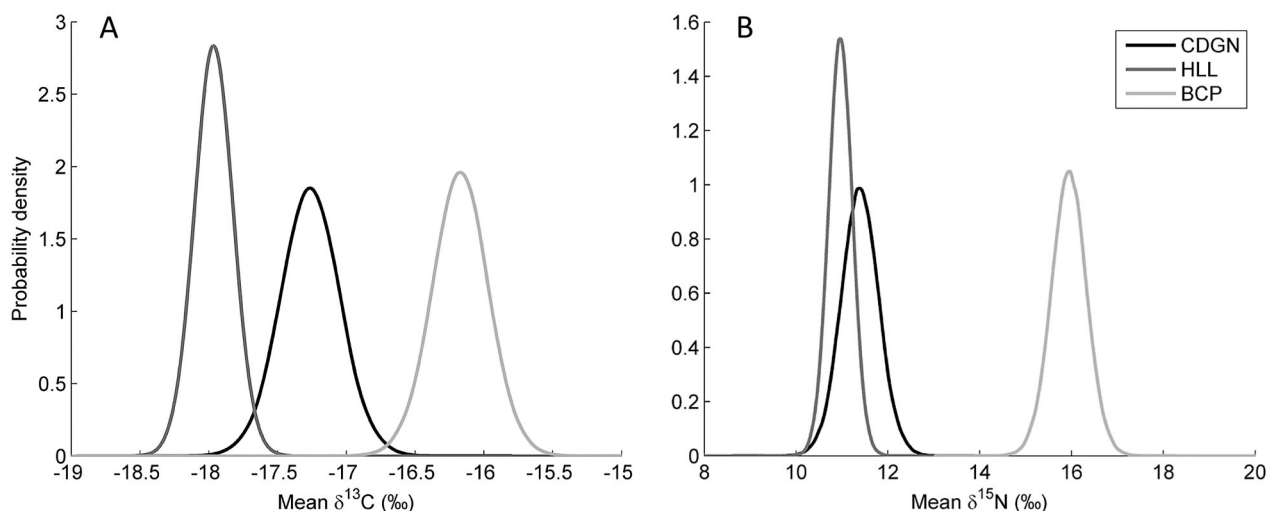 A
3
2.5
2
1.5
1
0.5
0
Probability density
-19 -18.5 -18 -17.5 -17 -16.5 -16 -15.5 -15
Mean δ13C (‰)
B
1.6
1.4
1.2
1
0.8
0.6
0.4
0.2
0
8 10 12 14 16 18 20
Mean δ15N (‰)
CDGN
HLL
BCP